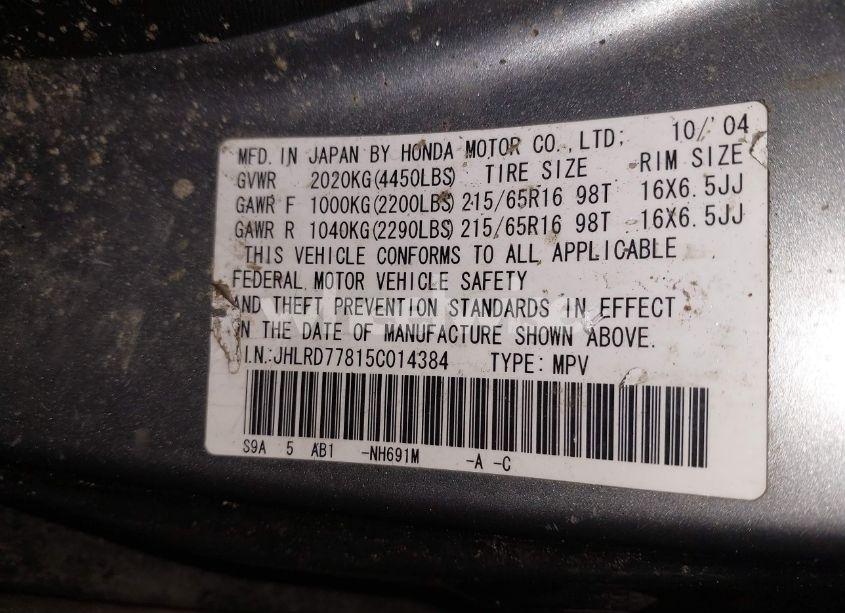 MFD. IN JAPAN BY HONDA MOTOR CO., LTD; 10/'04
GVWR 2020KG(4450LBS) TIRE SIZE RIM SIZE
GAWR F 1000KG(2200LBS) 215/65R16 98T 16X6.5JJ
GAWR R 1040KG(2290LBS) 215/65R16 98T 16X6.5JJ
THIS VEHICLE CONFORMS TO ALL APPLICABLE
FEDERAL MOTOR VEHICLE SAFETY
AND THEFT PREVENTION STANDARDS IN EFFECT
ON THE DATE OF MANUFACTURE SHOWN ABOVE.
.I.N.:JHLRD77815C014384 TYPE: MPV
S9A 5 AB1 -NH691M -A -C